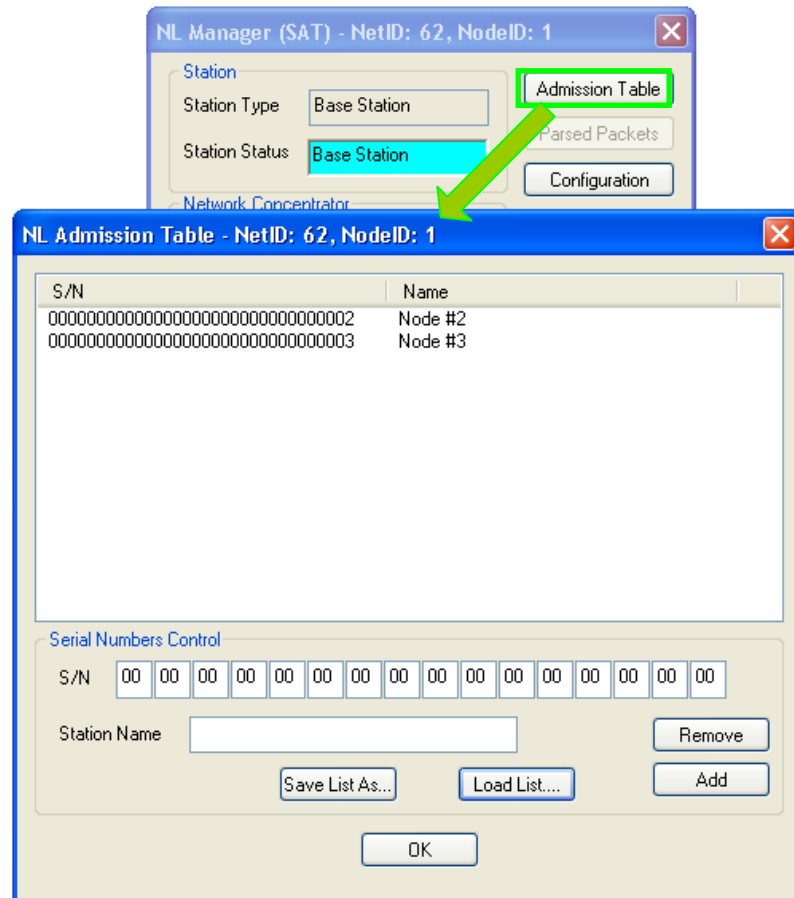 NL Manager (SAT) - NetID: 62, NodeID: 1
Station
Station Type Base Station
Admission Table
Parsed Packets
Station Status Base Station
Configuration
Network Concentrator
NL Admission Table - NetID: 62, NodeID: 1
S/N Name
00000000000000000000000000000002 Node #2
00000000000000000000000000000003 Node #3
Serial Numbers Control
S/N 00 00 00 00 00 00 00 00 00 00 00 00 00 00 00 00
Station Name
Remove
Save List As... Load List.... Add
OK